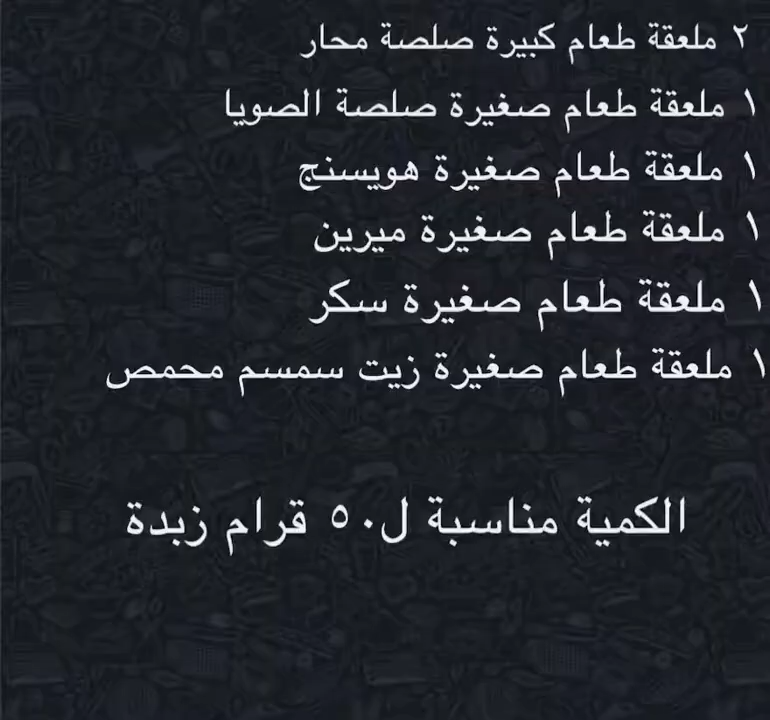 ٢ ملعقة طعام كبيرة صلصة محار
١ ملعقة طعام صغيرة صلصة الصويا
١ ملعقة طعام صغيرة هويسنج
١ ملعقة طعام صغيرة ميرين
١ ملعقة طعام صغيرة سكر
١ ملعقة طعام صغيرة زيت سمسم محمص
الكمية مناسبة ل٥٠ قرام زبدة